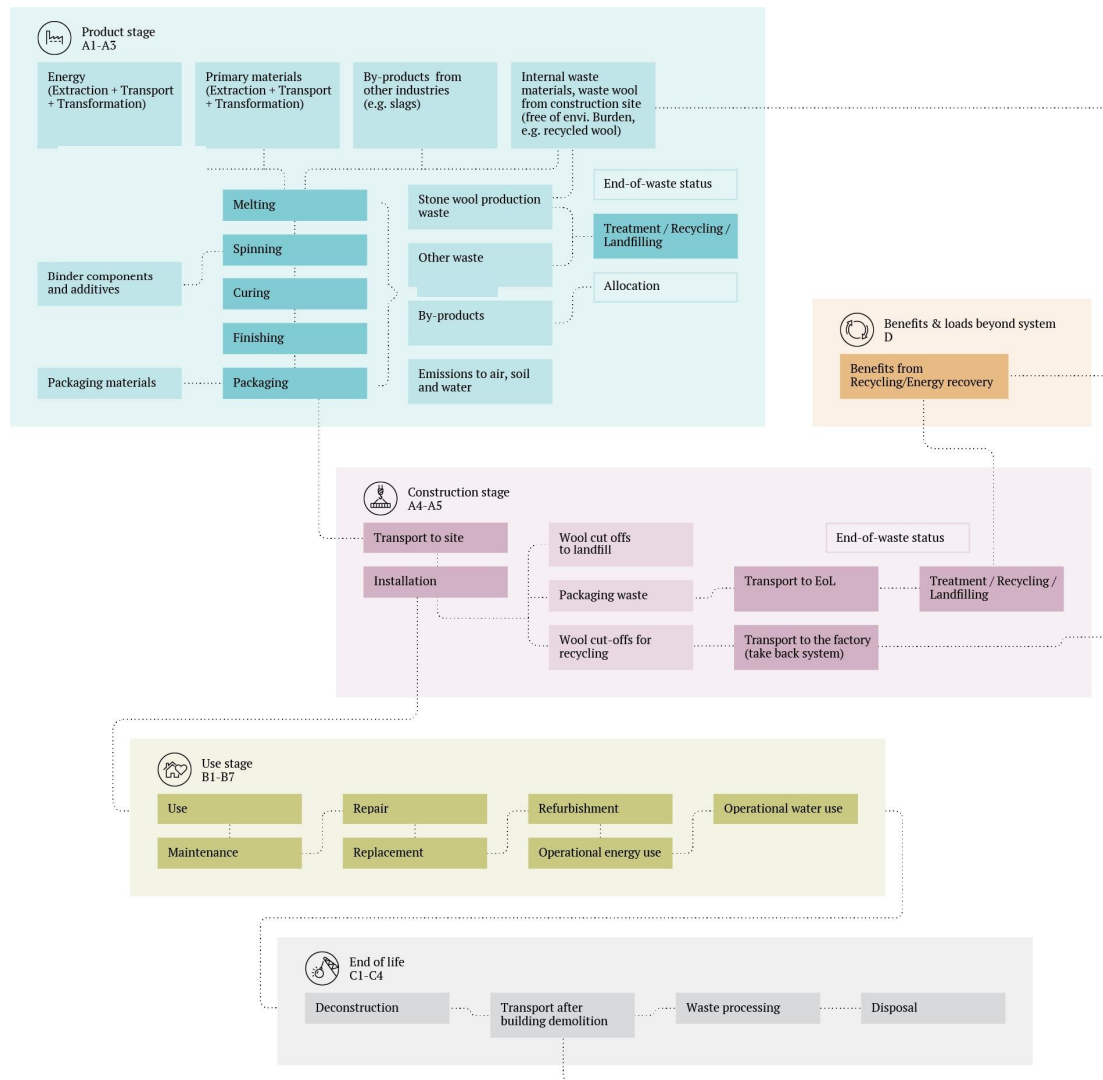 Product stage
A1-A3
Energy
(Extraction + Transport
+ Transformation)
Primary materials
(Extraction + Transport
+ Transformation)
By-products from
other industries
(e.g. slags)
Internal waste
materials, waste wool
from construction site
(free of envi. Burden,
e.g. recycled wool)
Melting
Spinning
Curing
Finishing
Packaging
Binder components
and additives
Packaging materials
Stone wool production
waste
Other waste
By-products
Emissions to air, soil
and water
End-of-waste status
Treatment / Recycling /
Landfilling
Allocation
Benefits & loads beyond system
D
Benefits from
Recycling/Energy recovery
Construction stage
A4-A5
Transport to site
Installation
Wool cut offs
to landfill
Packaging waste
Wool cut-offs for
recycling
Transport to EoL
Transport to the factory
(take back system)
End-of-waste status
Treatment / Recycling /
Landfilling
Use stage
B1-B7
Use
Maintenance
Repair
Replacement
Refurbishment
Operational energy use
Operational water use
End of life
C1-C4
Deconstruction
Transport after
building demolition
Waste processing
Disposal